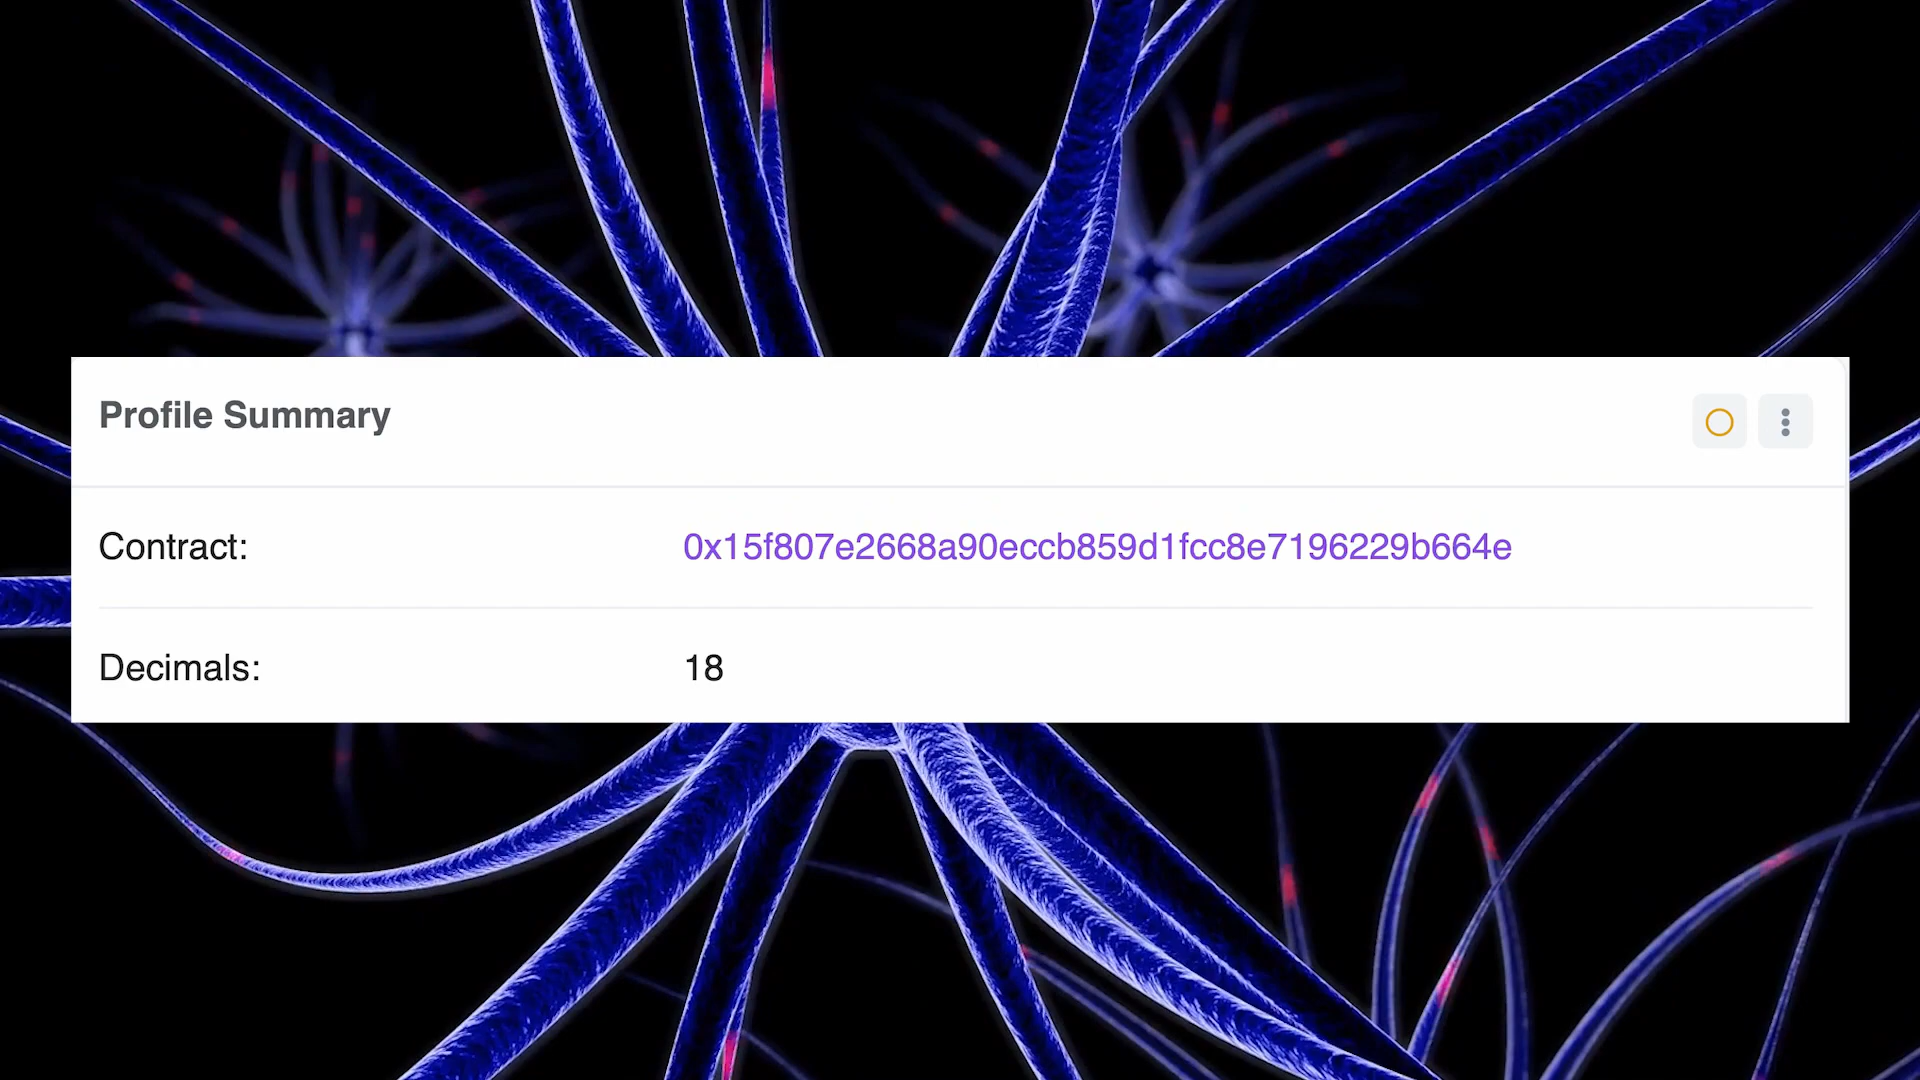 Profile Summary
Contract: 0x15f807e2668a90eccb859d1fcc8e7196229b664e
Decimals: 18